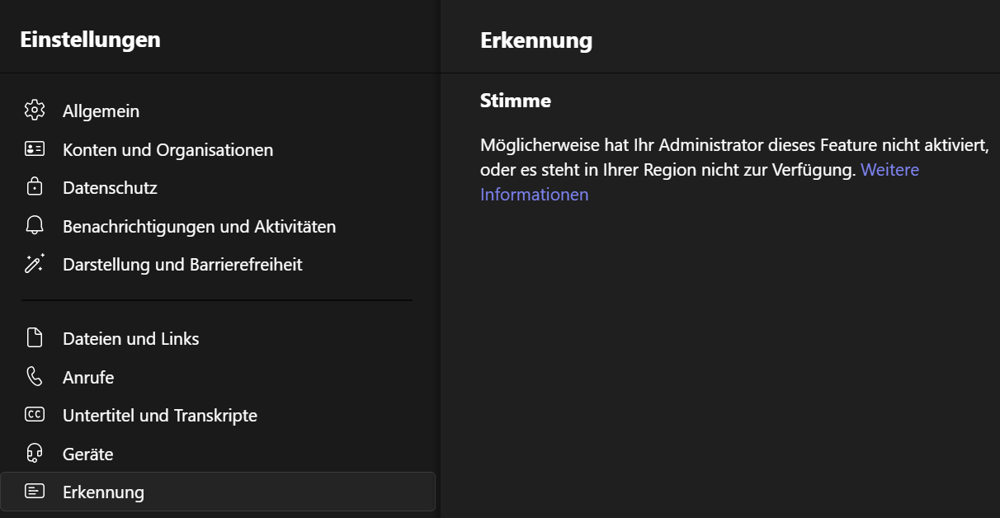 Einstellungen
Allgemein
Konten und Organisationen
Datenschutz
Benachrichtigungen und Aktivitäten
Darstellung und Barrierefreiheit
Dateien und Links
Anrufe
CC Untertitel und Transkripte
Geräte
Erkennung
Erkennung
Stimme
Möglicherweise hat Ihr Administrator dieses Feature nicht aktiviert,
oder es steht in Ihrer Region nicht zur Verfügung. Weitere
Informationen